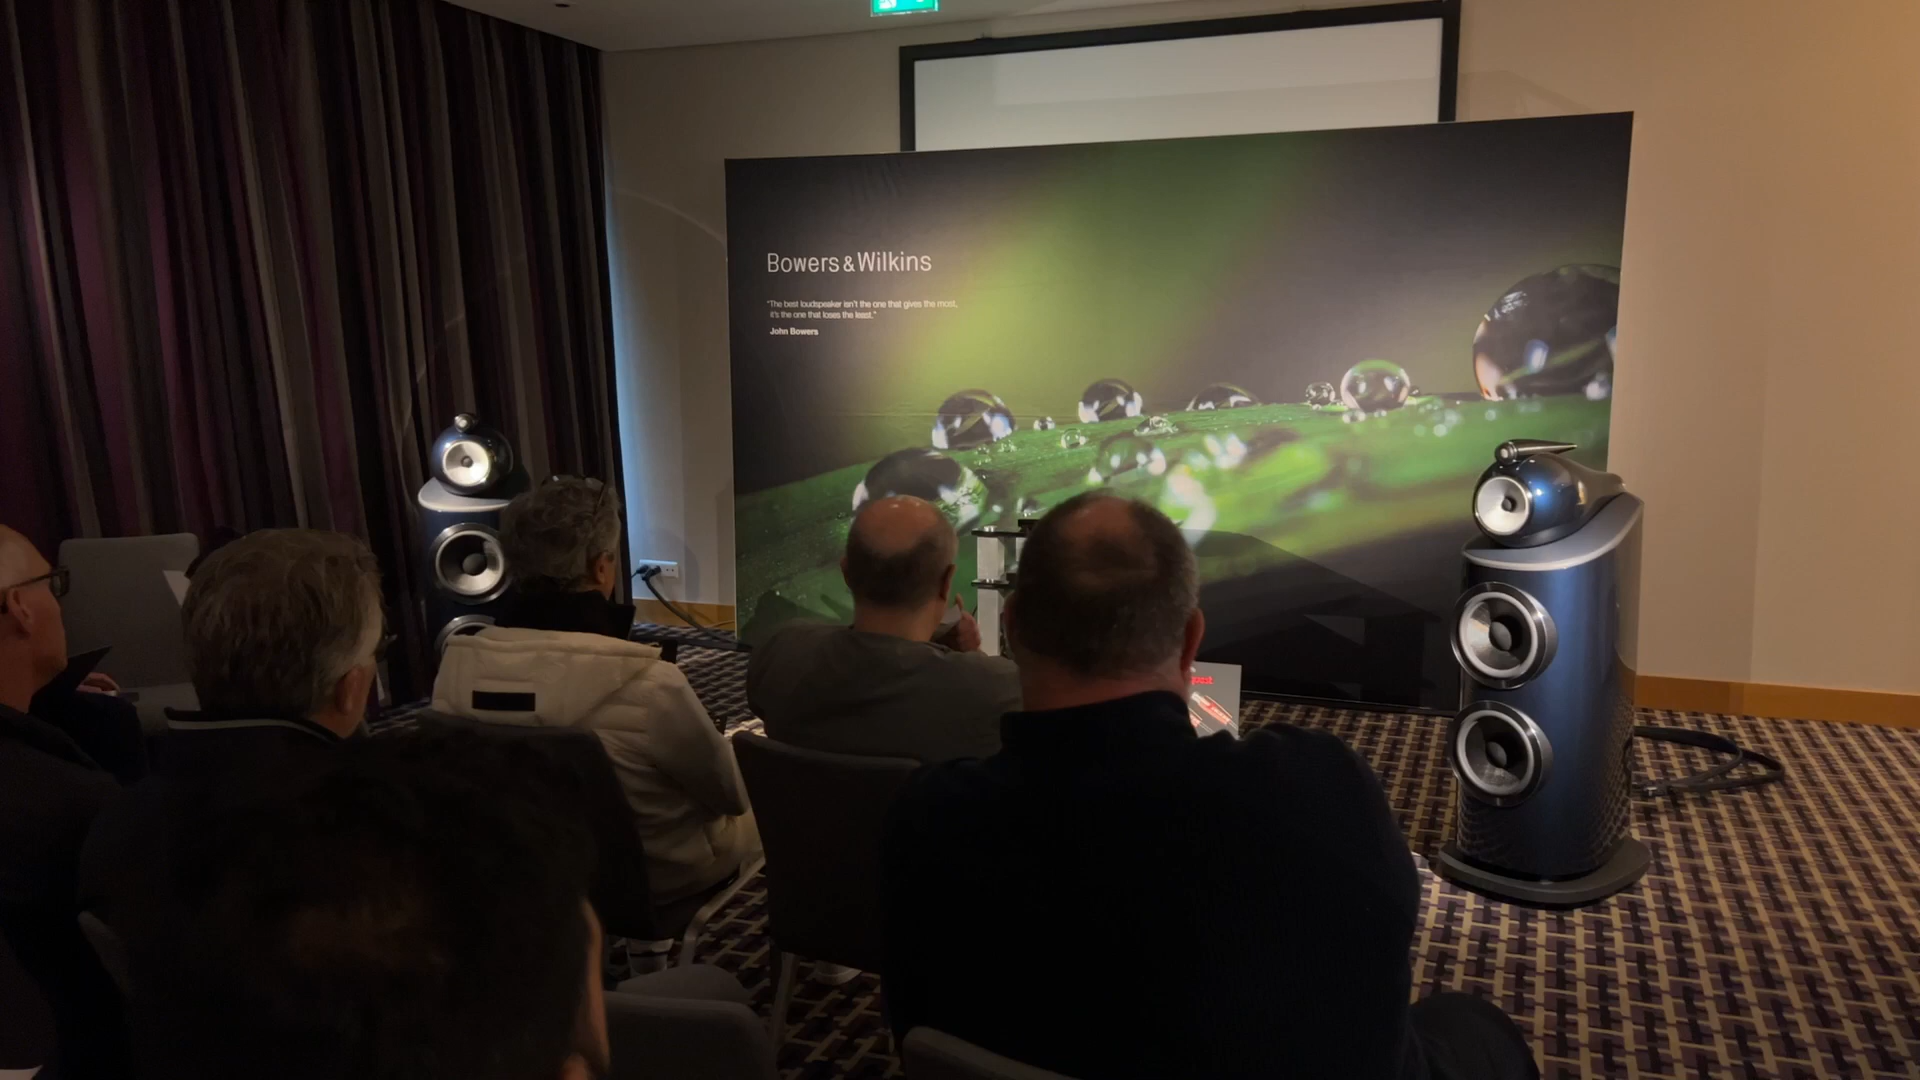 Bowers & Wilkins
"The best loudspeaker isn't the one that gives the most,
it's the one that loses the least."
John Bowers